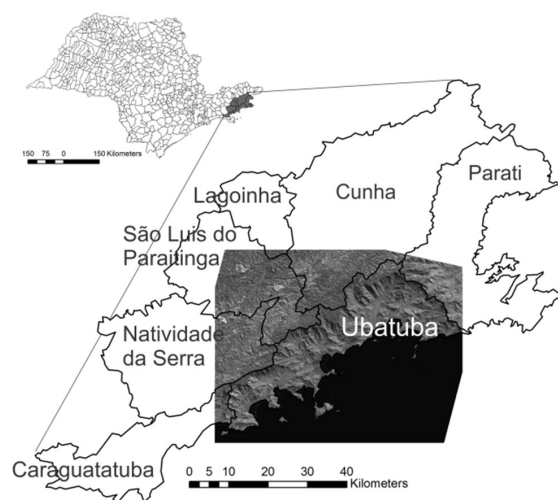 150 75 0 150 Kilometers
Parati
Lagoinha
Cunha
São Luis do
Paraitinga
Ubatuba
Natividade
da Serra
Caraguatatuba
0 5 10 20 30 40
Kilometers